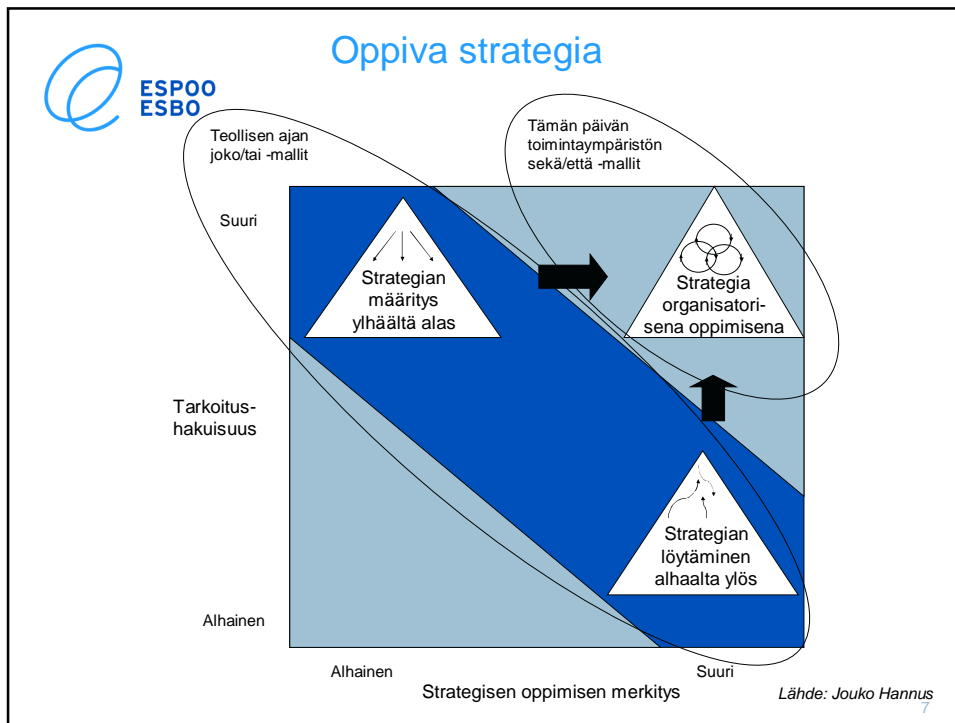 Oppiva strategia
ESPOO
ESBO
Teollisen ajan
joko/tai -mallit
Tämän päivän
toimintaympäristön
sekä/että -mallit
Suuri
Strategian
määritys
ylhäältä alas
Strategia
organisatori-
sena oppimisena
Tarkoitus-
hakuisuus
Strategian
löytäminen
alhaalta ylös
Alhainen
Alhainen
Suuri
Strategisen oppimisen merkitys
Lähde: Jouko Hannus
7